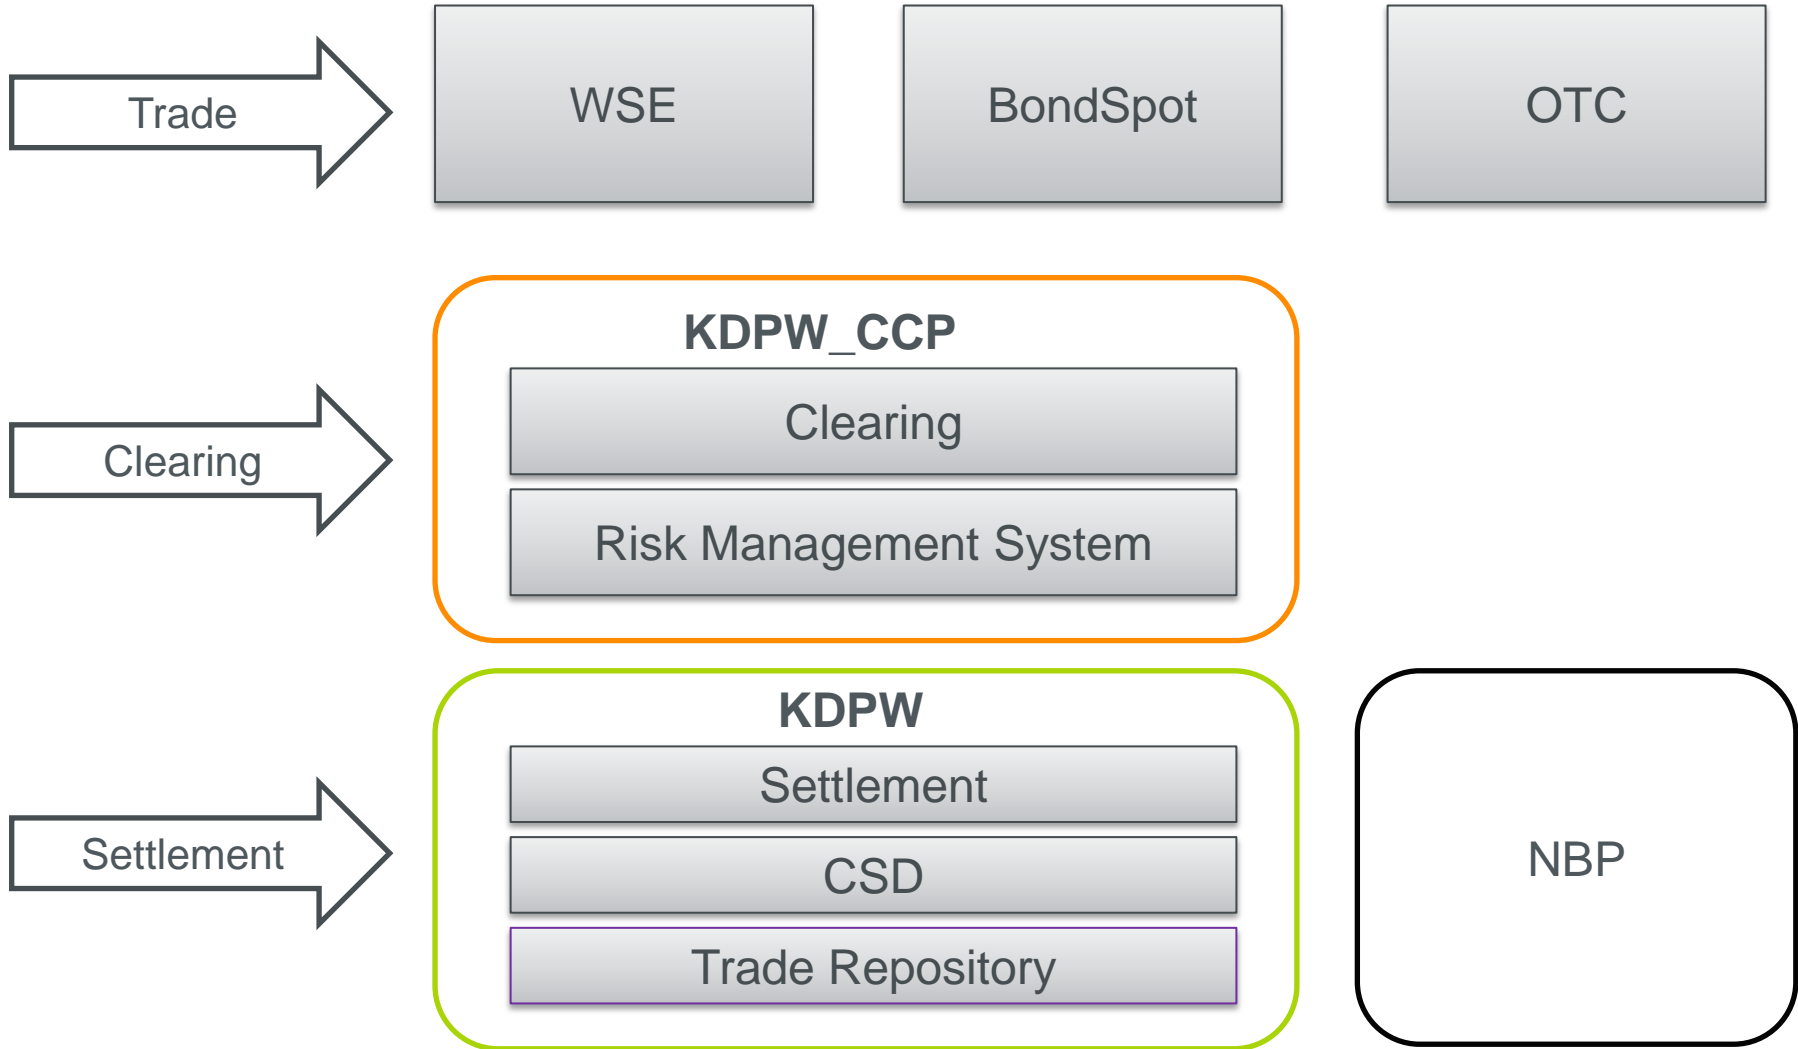 Trade
WSE
BondSpot
OTC
Clearing
KDPW_CCP
Clearing
Risk Management System
Settlement
KDPW
Settlement
CSD
Trade Repository
NBP